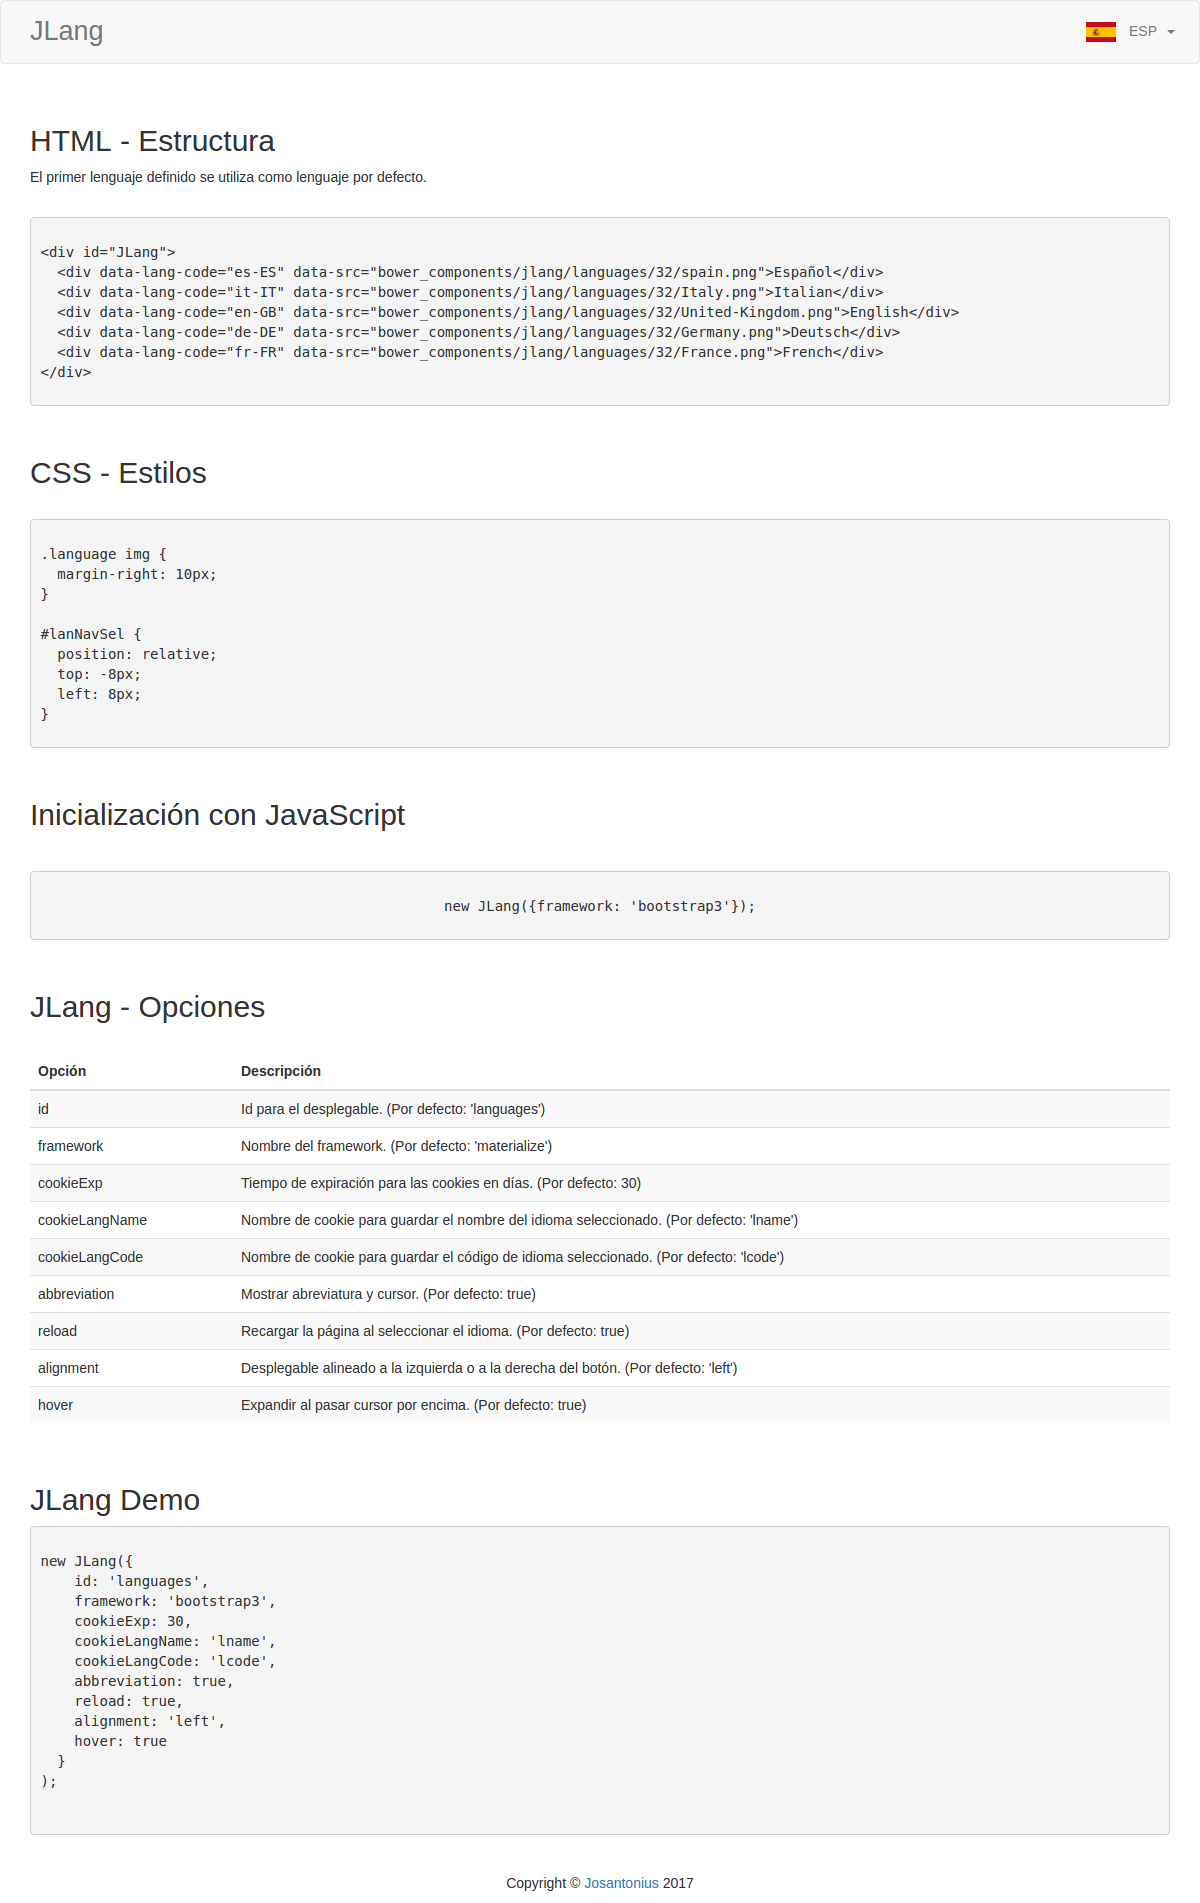 JLang
ESP
HTML - Estructura
El primer lenguaje definido se utiliza como lenguaje por defecto.
<div id="JLang">
  <div data-lang-code="es-ES" data-src="bower_components/jlang/languages/32/spain.png">Español</div>
  <div data-lang-code="it-IT" data-src="bower_components/jlang/languages/32/Italy.png">Italian</div>
  <div data-lang-code="en-GB" data-src="bower_components/jlang/languages/32/United-Kingdom.png">English</div>
  <div data-lang-code="de-DE" data-src="bower_components/jlang/languages/32/Germany.png">Deutsch</div>
  <div data-lang-code="fr-FR" data-src="bower_components/jlang/languages/32/France.png">French</div>
</div>
CSS - Estilos
.language img {
  margin-right: 10px;
}
#lanNavSel {
  position: relative;
  top: -8px;
  left: 8px;
}
Inicialización con JavaScript
new JLang({framework: 'bootstrap3'});
JLang - Opciones
Opción Descripción
id Id para el desplegable. (Por defecto: 'languages')
framework Nombre del framework. (Por defecto: 'materialize')
cookieExp Tiempo de expiración para las cookies en días. (Por defecto: 30)
cookieLangName Nombre de cookie para guardar el nombre del idioma seleccionado. (Por defecto: 'lname')
cookieLangCode Nombre de cookie para guardar el código de idioma seleccionado. (Por defecto: 'lcode')
abbreviation Mostrar abreviatura y cursor. (Por defecto: true)
reload Recargar la página al seleccionar el idioma. (Por defecto: true)
alignment Desplegable alineado a la izquierda o a la derecha del botón. (Por defecto: 'left')
hover Expandir al pasar cursor por encima. (Por defecto: true)
JLang Demo
new JLang({
    id: 'languages',
    framework: 'bootstrap3',
    cookieExp: 30,
    cookieLangName: 'lname',
    cookieLangCode: 'lcode',
    abbreviation: true,
    reload: true,
    alignment: 'left',
    hover: true
  }
);
Copyright © Josantonius 2017